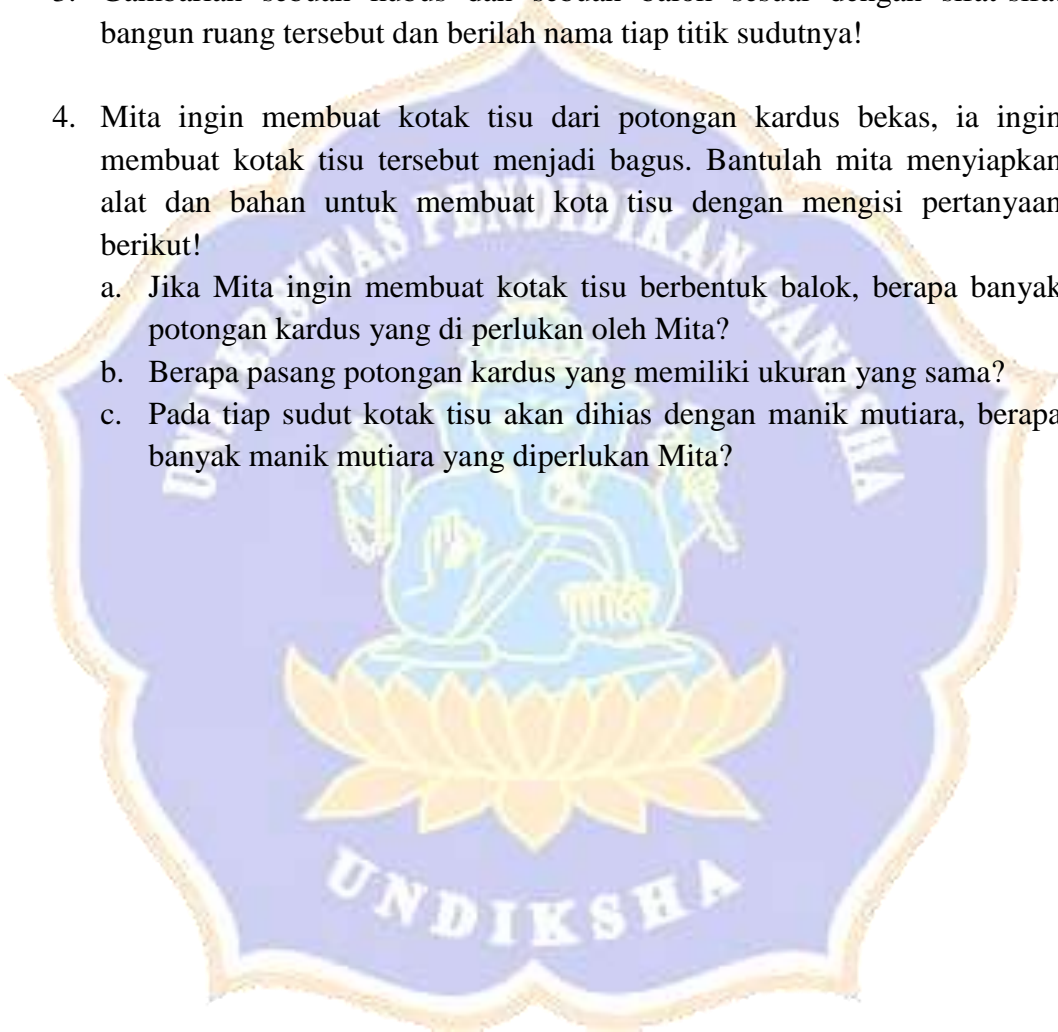 bangun ruang tersebut dan berilah nama tiap titik sudutnya!
4. Mita ingin membuat kotak tisu dari potongan kardus bekas, ia ingin
membuat kotak tisu tersebut menjadi bagus. Bantulah mita menyiapkan
alat dan bahan untuk membuat kota tisu dengan mengisi pertanyaan
berikut!
a. Jika Mita ingin membuat kotak tisu berbentuk balok, berapa banyak
potongan kardus yang di perlukan oleh Mita?
b. Berapa pasang potongan kardus yang memiliki ukuran yang sama?
c. Pada tiap sudut kotak tisu akan dihias dengan manik mutiara, berapa
banyak manik mutiara yang diperlukan Mita?
UNIVERSITAS PENDIDIKAN GANESHA
UNDIKSHA